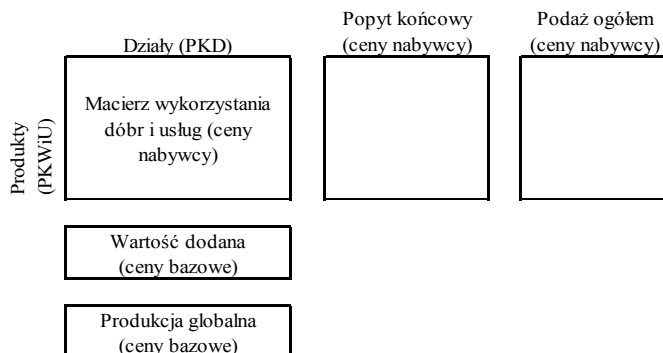 Działy (PKD)
Popyt końcowy
(ceny nabywcy)
Podaż ogółem
(ceny nabywcy)
Produkty
(PKWiU)
Macierz wykorzystania
dóbr i usług (ceny
nabywcy)
Wartość dodana
(ceny bazowe)
Produkcja globalna
(ceny bazowe)